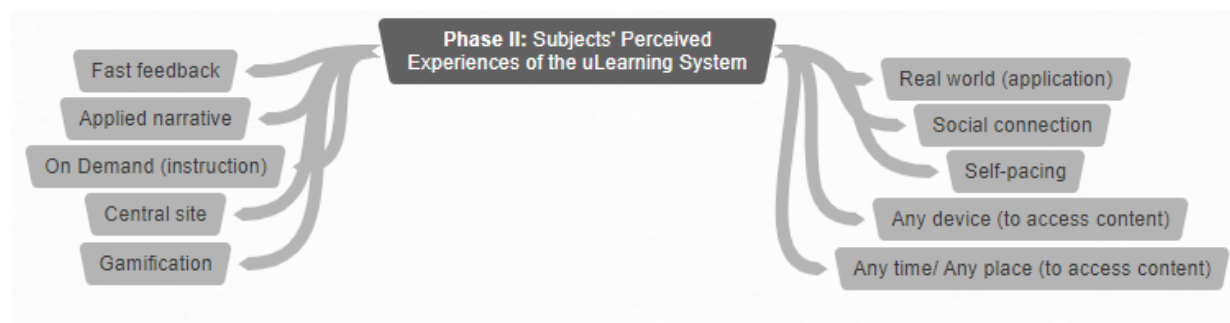 Phase II: Subjects' Perceived
Experiences of the uLearning System
Fast feedback
Applied narrative
On Demand (instruction)
Central site
Gamification
Real world (application)
Social connection
Self-pacing
Any device (to access content)
Any time/ Any place (to access content)